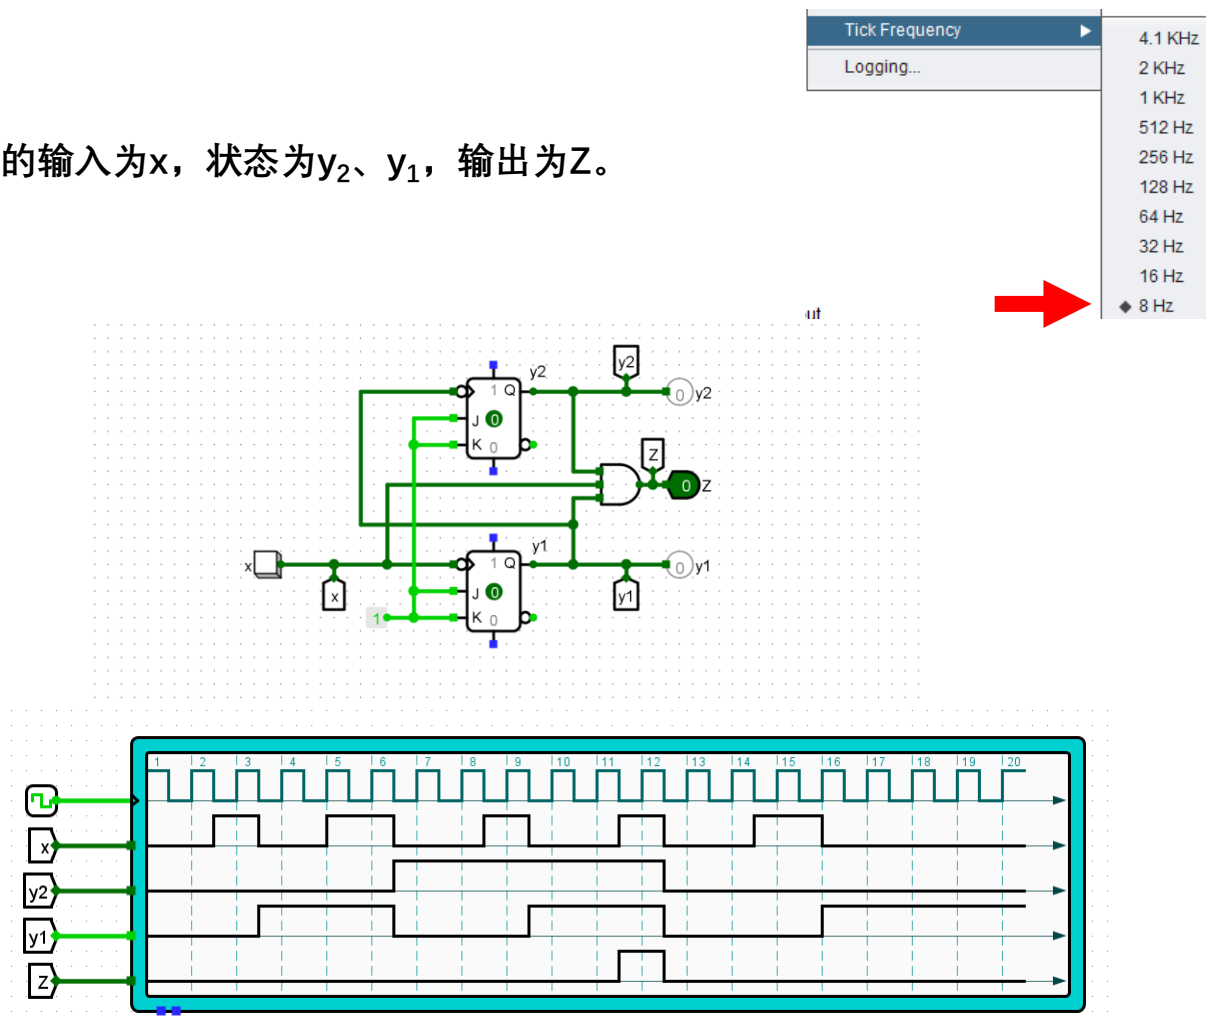 Tick Frequency
Logging...
4.1 KHz
2 KHz
1 KHz
512 Hz
256 Hz
128 Hz
64 Hz
32 Hz
16 Hz
8 Hz
的输入为x，状态为y2、y1，输出为Z。
y2
y2
1 Q
0 y2
J 0
K 0
Z
0 Z
y1
x
1 Q
0 y1
J 0
x
y1
1
K 0
1 2 3 4 5 6 7 8 9 10 11 12 13 14 15 16 17 18 19 20
x
y2
y1
Z